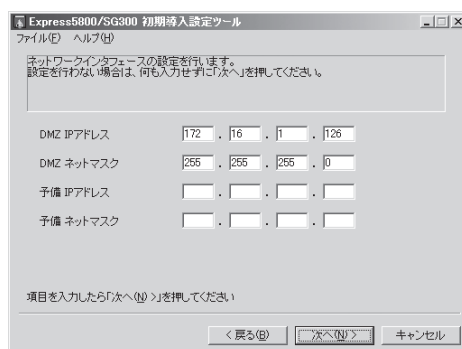 Express5800/SG300 初期導入設定ツール
ファイル(F) ヘルプ(H)
ネットワークインタフェースの設定を行います。
設定を行わない場合は、何も入力せずに「次へ」を押してください。
DMZ IPアドレス 172 . 16 . 1 . 126
DMZ ネットマスク 255 . 255 . 255 . 0
予備 IPアドレス . . .
予備 ネットマスク . . .
項目を入力したら「次へ(N) >」を押してください
< 戻る(B) 次へ(N) > キャンセル